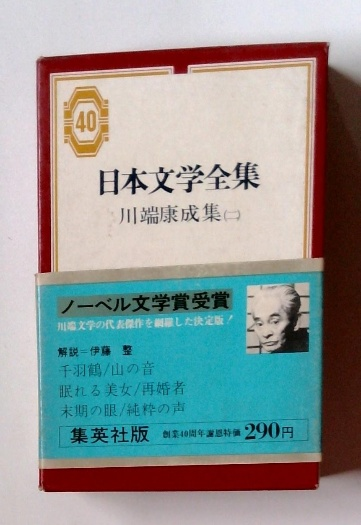 40
日本文学全集
川端康成集(二)
ノーベル文学賞受賞
川端文学の代表傑作を網羅した決定版!
解説=伊藤 整
千羽鶴/山の音
眠れる美女/再婚者
末期の眼/純粋の声
集英社版 創業40周年謝恩特価 290円